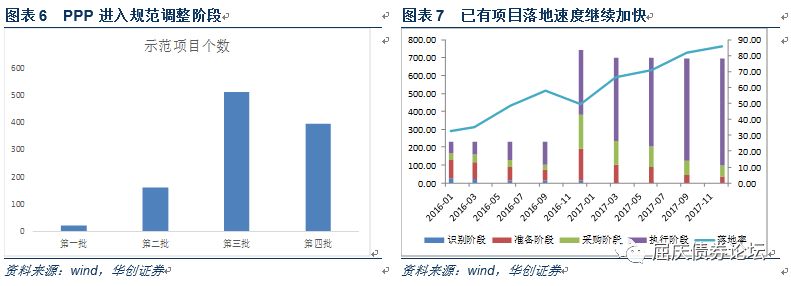 图表 6 PPP 进入规范调整阶段
示范项目个数
600
500
400
300
200
100
0
第一批 第二批 第三批 第四批
资料来源：wind，华创证券
图表 7 已有项目落地速度继续加快
800.00
700.00
600.00
500.00
400.00
300.00
200.00
100.00
0.00
90.00
80.00
70.00
60.00
50.00
40.00
30.00
20.00
10.00
0.00
2016-01 2016-03 2016-05 2016-07 2016-09 2016-11 2017-01 2017-03 2017-05 2017-07 2017-09 2017-11
识别阶段 准备阶段 采购阶段 执行阶段 落地率
资料来源：wind，华创证券
屈庆债券论坛